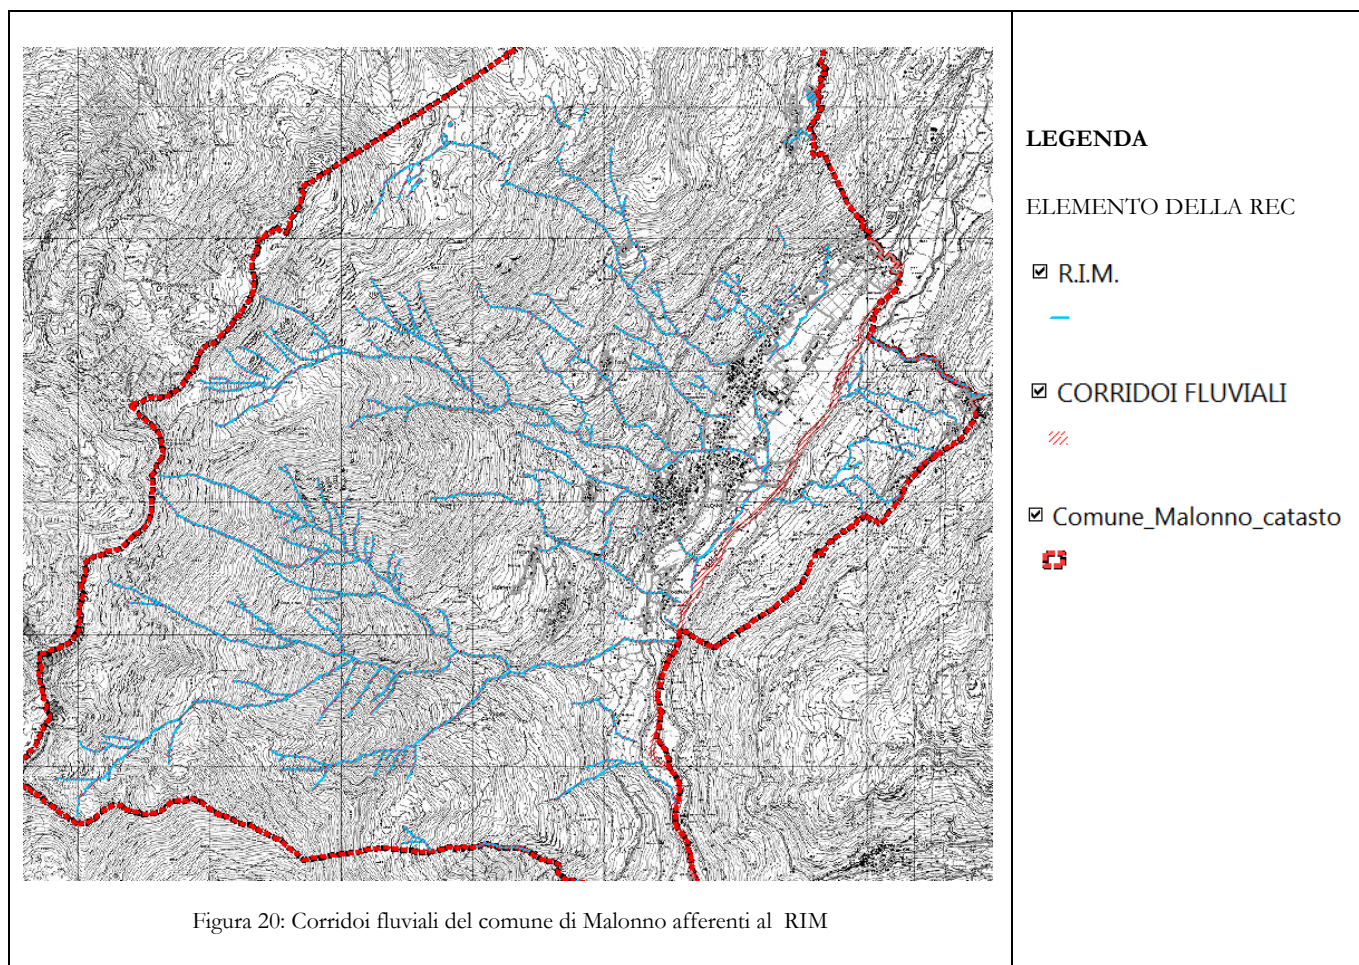 LEGENDA
ELEMENTO DELLA REC
R.I.M.
CORRIDOI FLUVIALI
Comune_Malonno_catasto
Figura 20: Corridoi fluviali del comune di Malonno afferenti al RIM